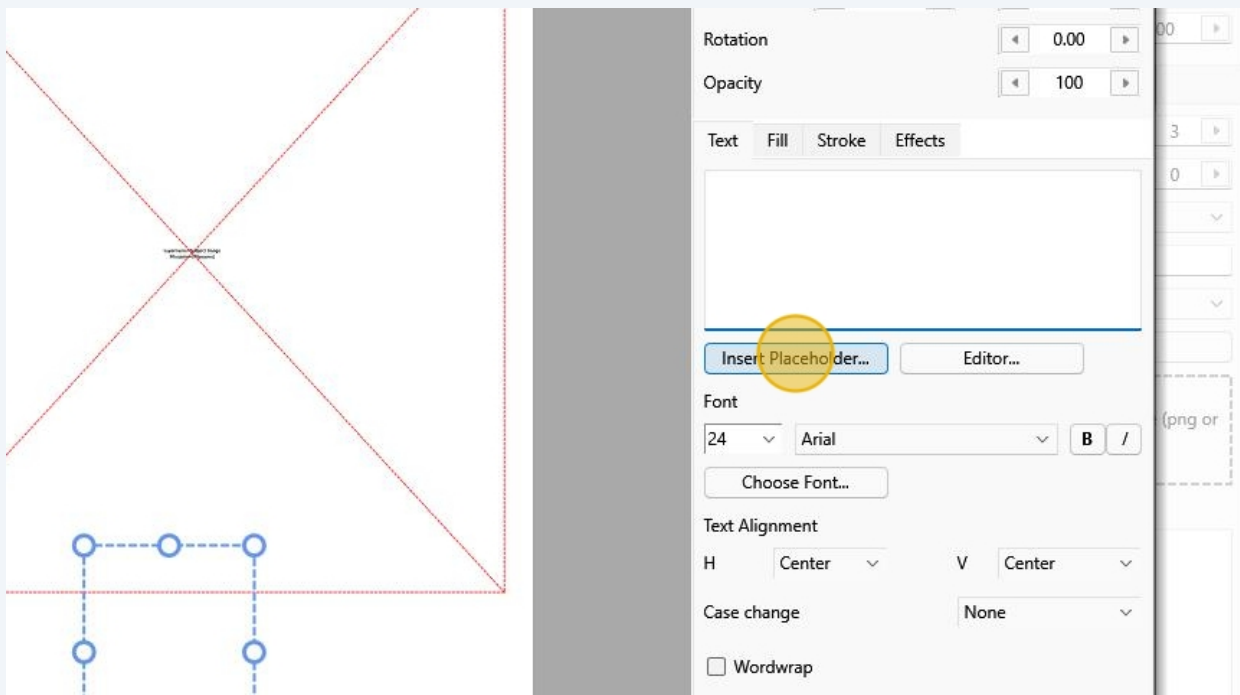 Rotation 0.00
Opacity 100
Text Fill Stroke Effects
Insert Placeholder... Editor...
Font
24 Arial B I
Choose Font...
Text Alignment
H Center V Center
Case change None
Wordwrap
00
3
0
(png or